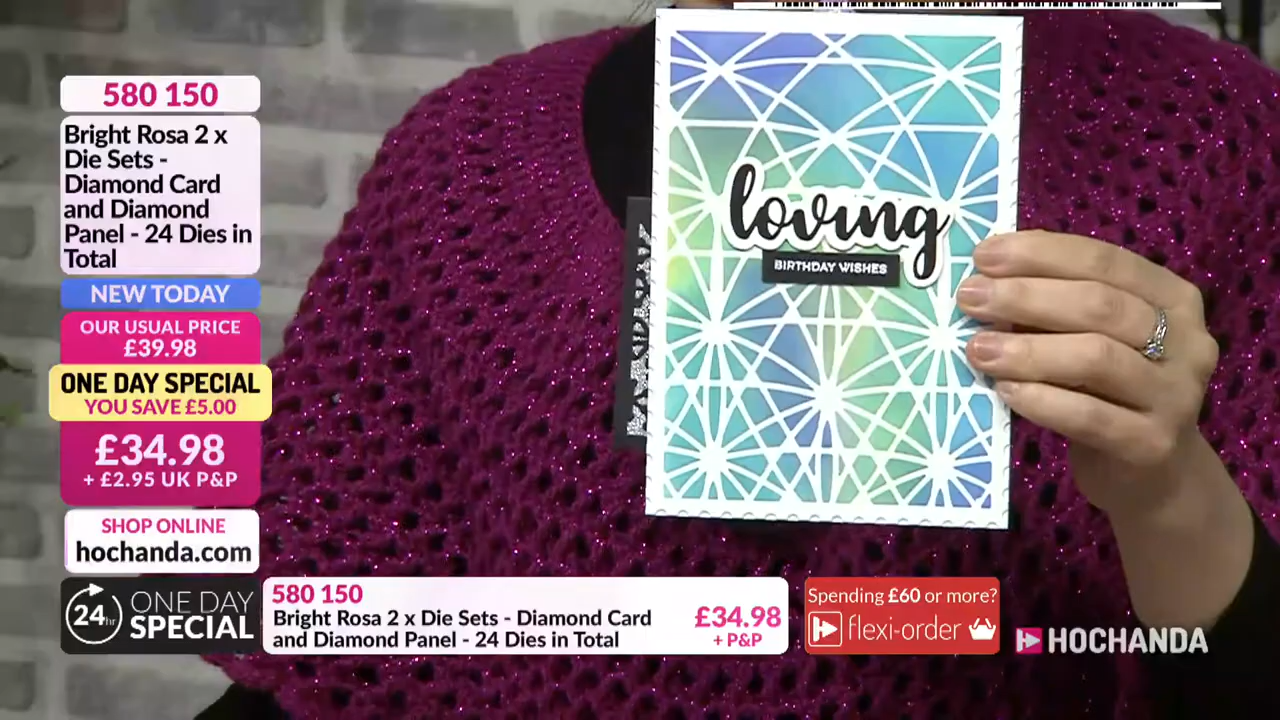 580 150
Bright Rosa 2 x
Die Sets -
Diamond Card
and Diamond
Panel - 24 Dies in
Total
NEW TODAY
OUR USUAL PRICE
£39.98
ONE DAY SPECIAL
YOU SAVE £5.00
£34.98
+ £2.95 UK P&P
SHOP ONLINE
hochanda.com
loving
BIRTHDAY WISHES
24hr
ONE DAY
SPECIAL
580 150
Bright Rosa 2 x Die Sets - Diamond Card
and Diamond Panel - 24 Dies in Total
£34.98
+ P&P
Spending £60 or more?
flexi-order
HOCHANDA